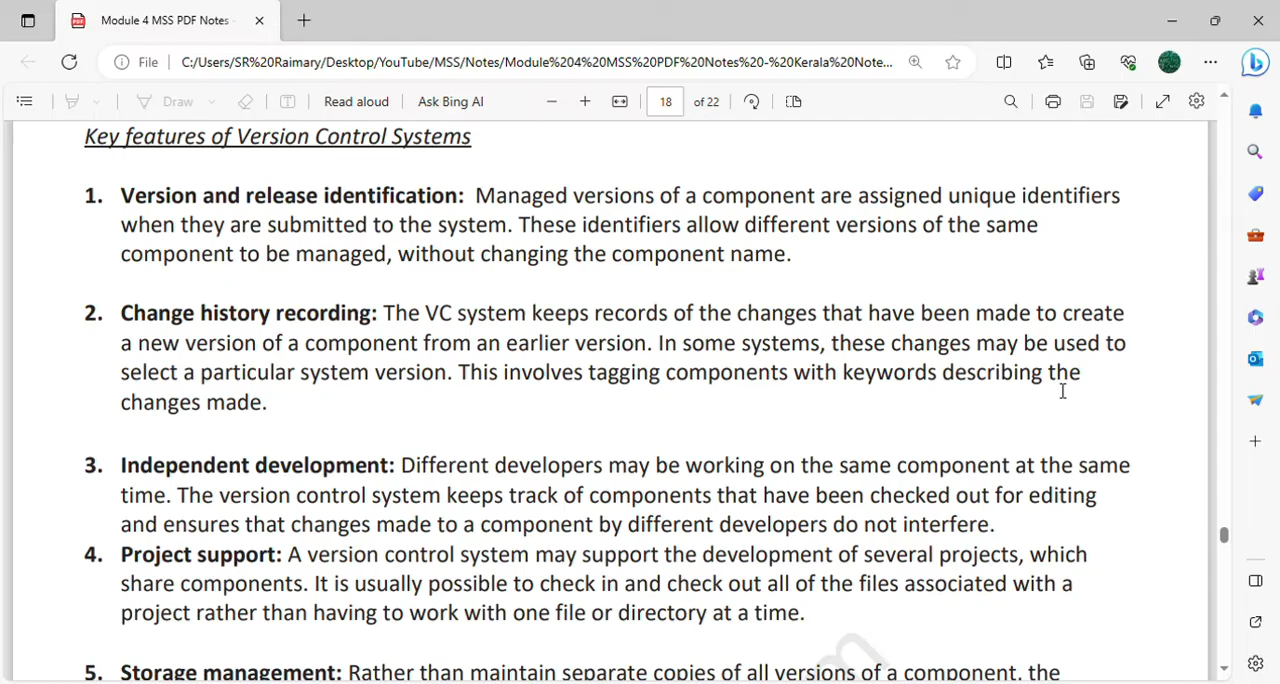 Module 4 MSS PDF Notes
File
C:/Users/SR%20Raimary/Desktop/YouTube/MSS/Notes/Module%204%20MSS%20PDF%20Notes%20-%20Kerala%20Note...
Draw
Read aloud
Ask Bing AI
18 of 22
Key features of Version Control Systems
1. Version and release identification: Managed versions of a component are assigned unique identifiers
when they are submitted to the system. These identifiers allow different versions of the same
component to be managed, without changing the component name.
2. Change history recording: The VC system keeps records of the changes that have been made to create
a new version of a component from an earlier version. In some systems, these changes may be used to
select a particular system version. This involves tagging components with keywords describing the
changes made.
3. Independent development: Different developers may be working on the same component at the same
time. The version control system keeps track of components that have been checked out for editing
and ensures that changes made to a component by different developers do not interfere.
4. Project support: A version control system may support the development of several projects, which
share components. It is usually possible to check in and check out all of the files associated with a
project rather than having to work with one file or directory at a time.
5. Storage management: Rather than maintain separate copies of all versions of a component, the